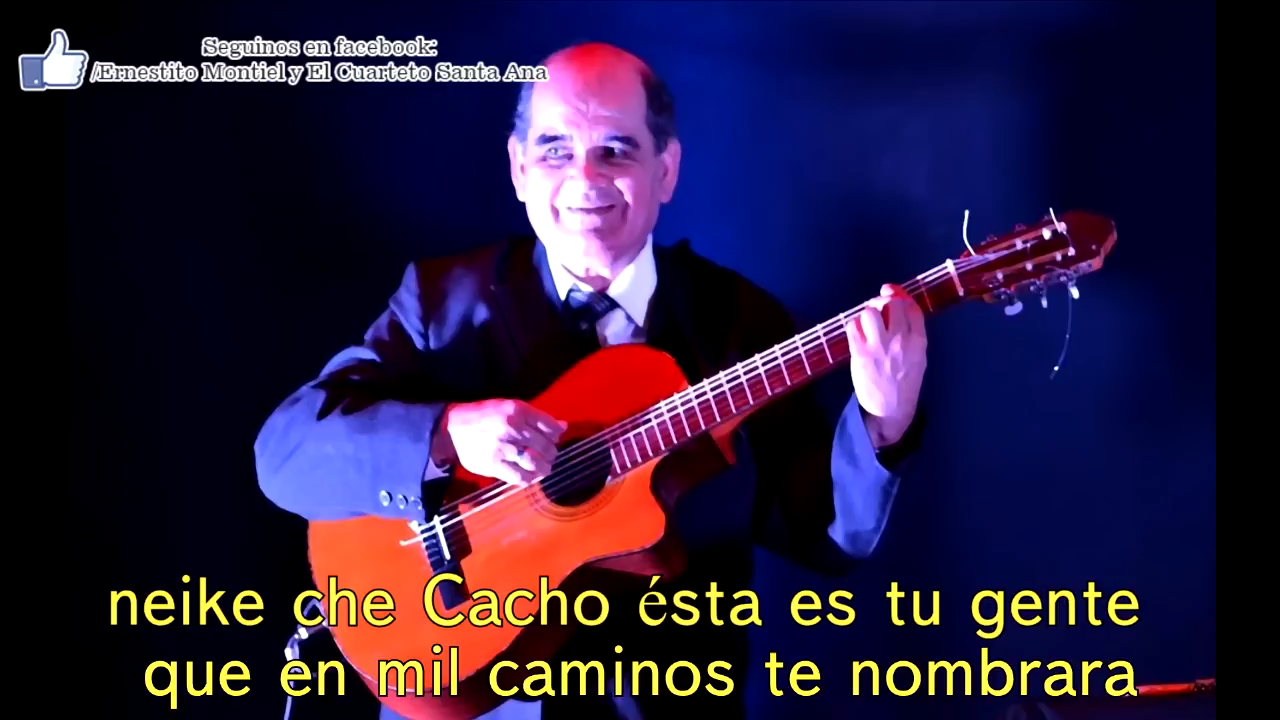 Seguinos en facebook:
/Ernestito Montiel y El Cuarteto Santa Ana
neike che Cacho ésta es tu gente
que en mil caminos te nombrara